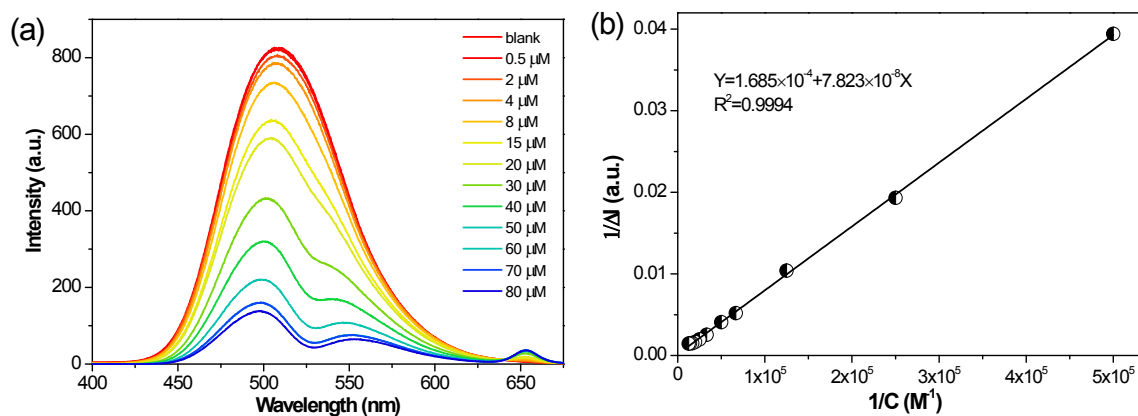 (a)
800
600
400
200
0
Intensity (a.u.)
400 450 500 550 600 650
Wavelength (nm)
blank
0.5 μM
2 μM
4 μM
8 μM
15 μM
20 μM
30 μM
40 μM
50 μM
60 μM
70 μM
80 μM
(b)
0.04
0.03
0.02
0.01
0.00
1/ΔI (a.u.)
Y=1.685×10⁻⁴+7.823×10⁻⁸X
R²=0.9994
0 1x10⁵ 2x10⁵ 3x10⁵ 4x10⁵ 5x10⁵
1/C (M⁻¹)